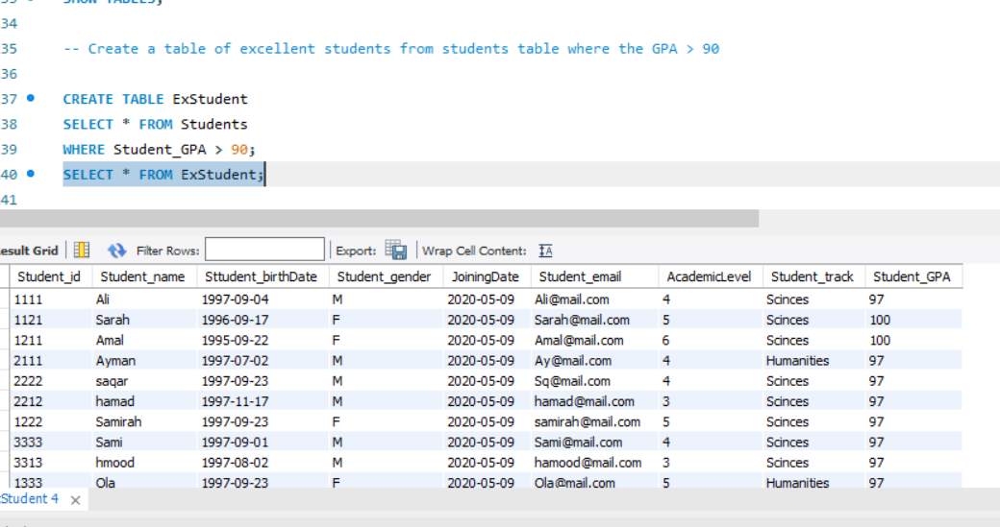 SHOW TABLES;
34
35 -- Create a table of excellent students from students table where the GPA > 90
36
37 CREATE TABLE ExStudent
38 SELECT * FROM Students
39 WHERE Student_GPA > 90;
40 SELECT * FROM ExStudent;
41
esult Grid Filter Rows: Export: Wrap Cell Content: IA
Student_id Student_name Sttudent_birthDate Student_gender JoiningDate Student_email AcademicLevel Student_track Student_GPA
1111 Ali 1997-09-04 M 2020-05-09 Ali@mail.com 4 Scinces 97
1121 Sarah 1996-09-17 F 2020-05-09 Sarah@mail.com 5 Scinces 100
1211 Amal 1995-09-22 F 2020-05-09 Amal@mail.com 6 Scinces 100
2111 Ayman 1997-07-02 M 2020-05-09 Ay@mail.com 4 Humanities 97
2222 saqar 1997-09-23 M 2020-05-09 Sq@mail.com 4 Scinces 97
2212 hamad 1997-11-17 M 2020-05-09 hamad@mail.com 3 Scinces 97
1222 Samirah 1997-09-23 F 2020-05-09 samirah@mail.com 5 Scinces 97
3333 Sami 1997-09-01 M 2020-05-09 Sami@mail.com 4 Scinces 97
3313 hmood 1997-08-02 M 2020-05-09 hamood@mail.com 3 Scinces 97
1333 Ola 1997-09-23 F 2020-05-09 Ola@mail.com 5 Humanities 97
xStudent 4